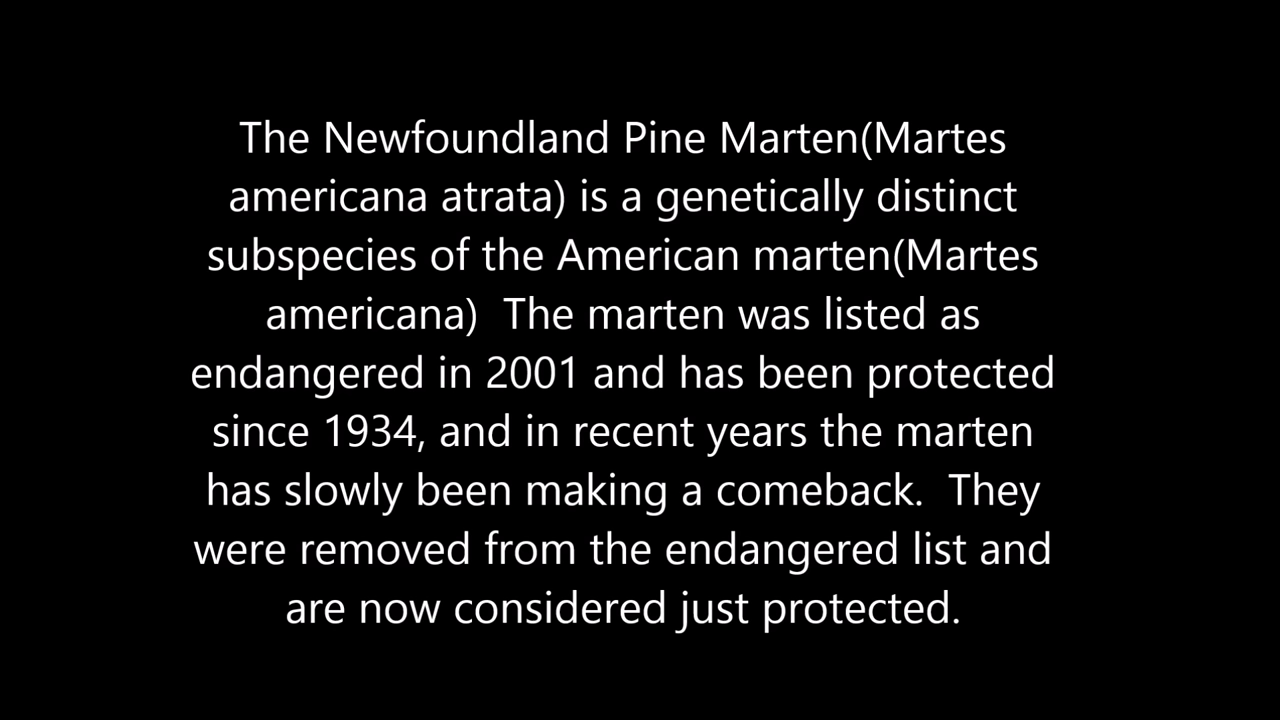 The Newfoundland Pine Marten(Martes
americana atrata) is a genetically distinct
subspecies of the American marten(Martes
americana)  The marten was listed as
endangered in 2001 and has been protected
since 1934, and in recent years the marten
has slowly been making a comeback.  They
were removed from the endangered list and
are now considered just protected.